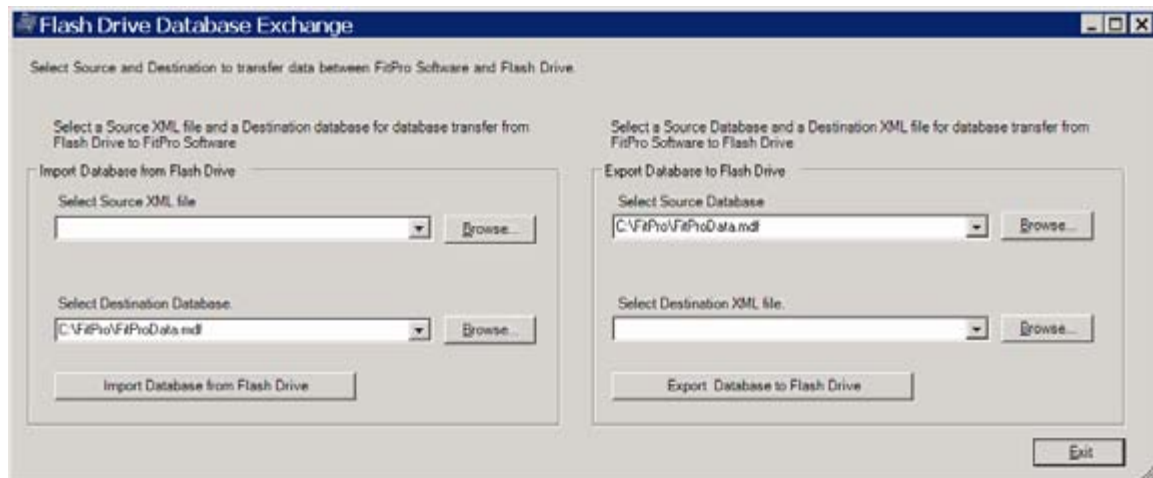 Flash Drive Database Exchange
Select Source and Destination to transfer data between FitPro Software and Flash Drive.
Select a Source XML file and a Destination database for database transfer from
Flash Drive to FitPro Software
Import Database from Flash Drive
Select Source XML file
Browse...
Select Destination Database.
C:\FitPro\FitProData.mdf
Browse...
Import Database from Flash Drive
Select a Source Database and a Destination XML file for database transfer from
FitPro Software to Flash Drive
Export Database to Flash Drive
Select Source Database
C:\FitPro\FitProData.mdf
Browse...
Select Destination XML file.
Browse...
Export Database to Flash Drive
Exit